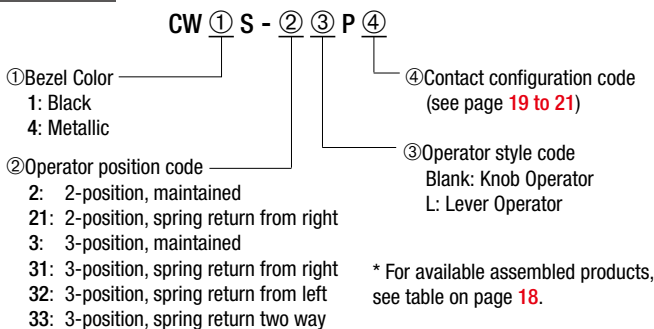 CW ① S - ② ③ P ④
①Bezel Color
1: Black
4: Metallic
②Operator position code
2: 2-position, maintained
21: 2-position, spring return from right
3: 3-position, maintained
31: 3-position, spring return from right
32: 3-position, spring return from left
33: 3-position, spring return two way
④Contact configuration code
(see page 19 to 21)
③Operator style code
Blank: Knob Operator
L: Lever Operator
* For available assembled products,
see table on page 18.